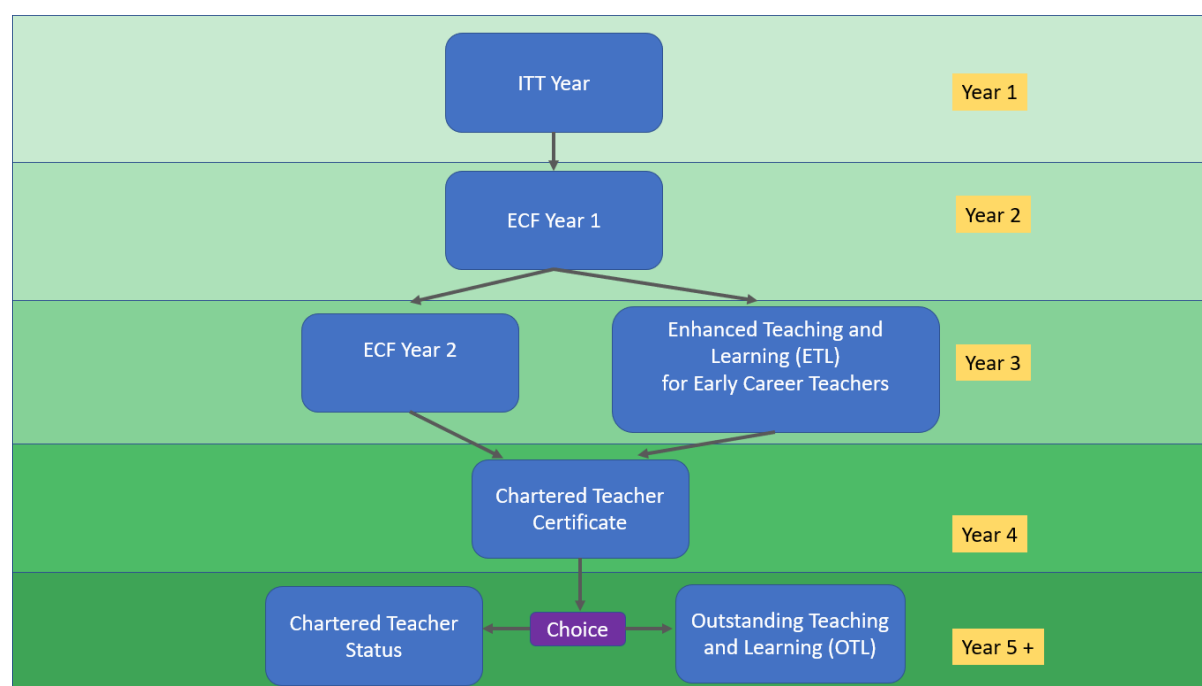 ITT Year
Year 1
ECF Year 1
Year 2
ECF Year 2
Enhanced Teaching and
Learning (ETL)
for Early Career Teachers
Year 3
Chartered Teacher
Certificate
Year 4
Chartered Teacher
Status
Choice
Outstanding Teaching
and Learning (OTL)
Year 5 +